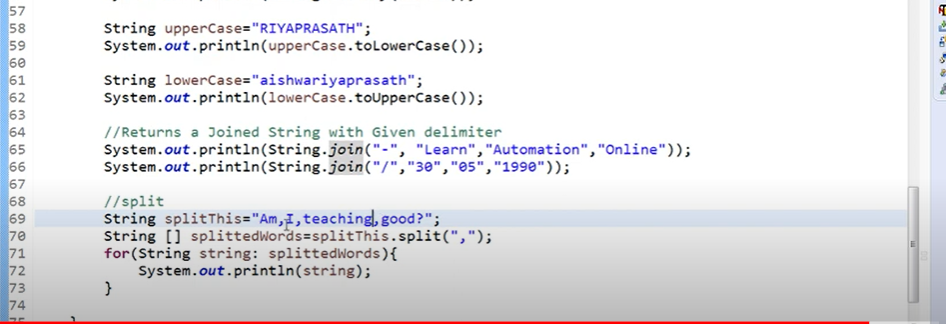 57
58 String upperCase="RIYAPRASATH";
59 System.out.println(upperCase.toLowerCase());
60
61 String lowerCase="aishwariyaprasath";
62 System.out.println(lowerCase.toUpperCase());
63
64 //Returns a Joined String with Given delimiter
65 System.out.println(String.join("-", "Learn","Automation","Online"));
66 System.out.println(String.join("/","30","05","1990"));
67
68 //split
69 String splitThis="Am,I,teaching,good?";
70 String [] splittedWords=splitThis.split(",");
71 for(String string: splittedWords){
72 System.out.println(string);
73 }
74
75 }